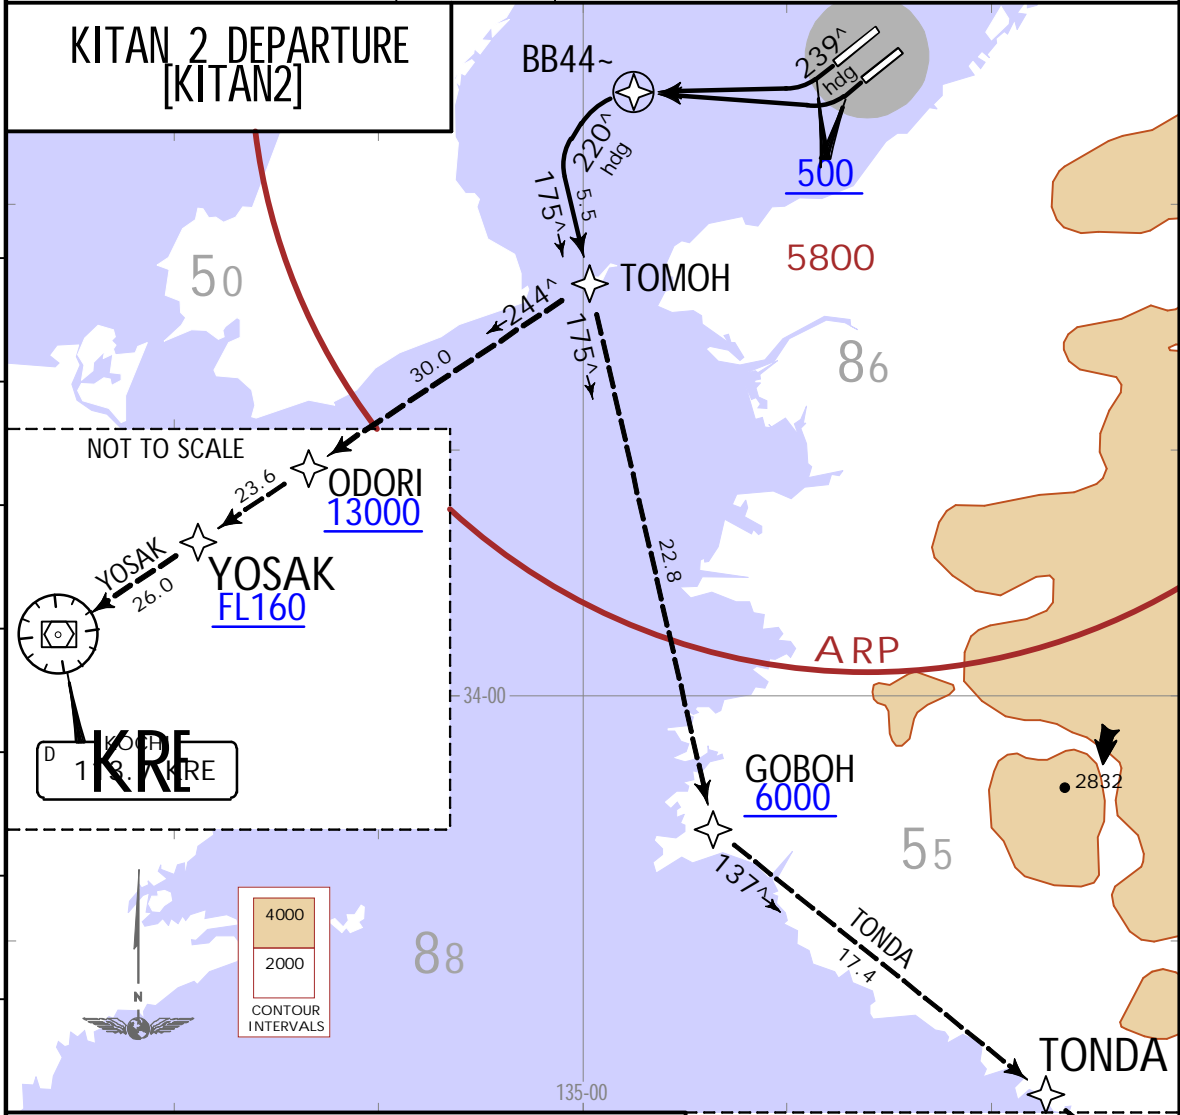 KITAN 2 DEPARTURE
[KITAN2]
BB44~
239^
hdg
500
220^
hdg
5.5
175^
50
5800
TOMOH
244^
175^
30.0
86
NOT TO SCALE
ODORI
13000
23.6
YOSAK
FL160
YOSAK
26.0
22.8
ARP
34-00
KOCHI
D
KRE
KRE
GOBOH
6000
2832
55
137^
TONDA
17.4
88
4000
2000
CONTOUR
INTERVALS
N
TONDA
135-00